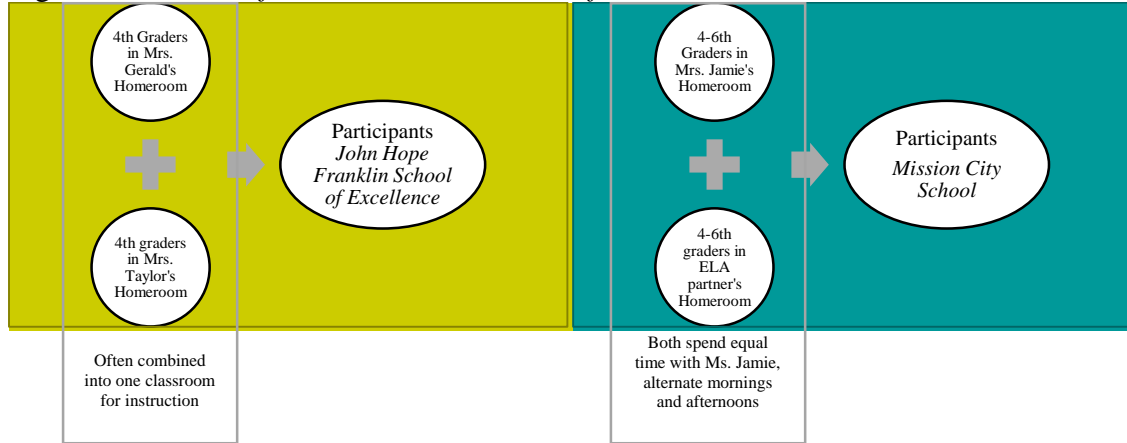 4th Graders
in Mrs.
Gerald's
Homeroom
4th graders
in Mrs.
Taylor's
Homeroom
Often combined
into one classroom
for instruction
Participants
John Hope
Franklin School
of Excellence
4-6th
Graders in
Mrs. Jamie's
Homeroom
4-6th
graders in
ELA
partner's
Homeroom
Both spend equal
time with Ms. Jamie,
alternate mornings
and afternoons
Participants
Mission City
School